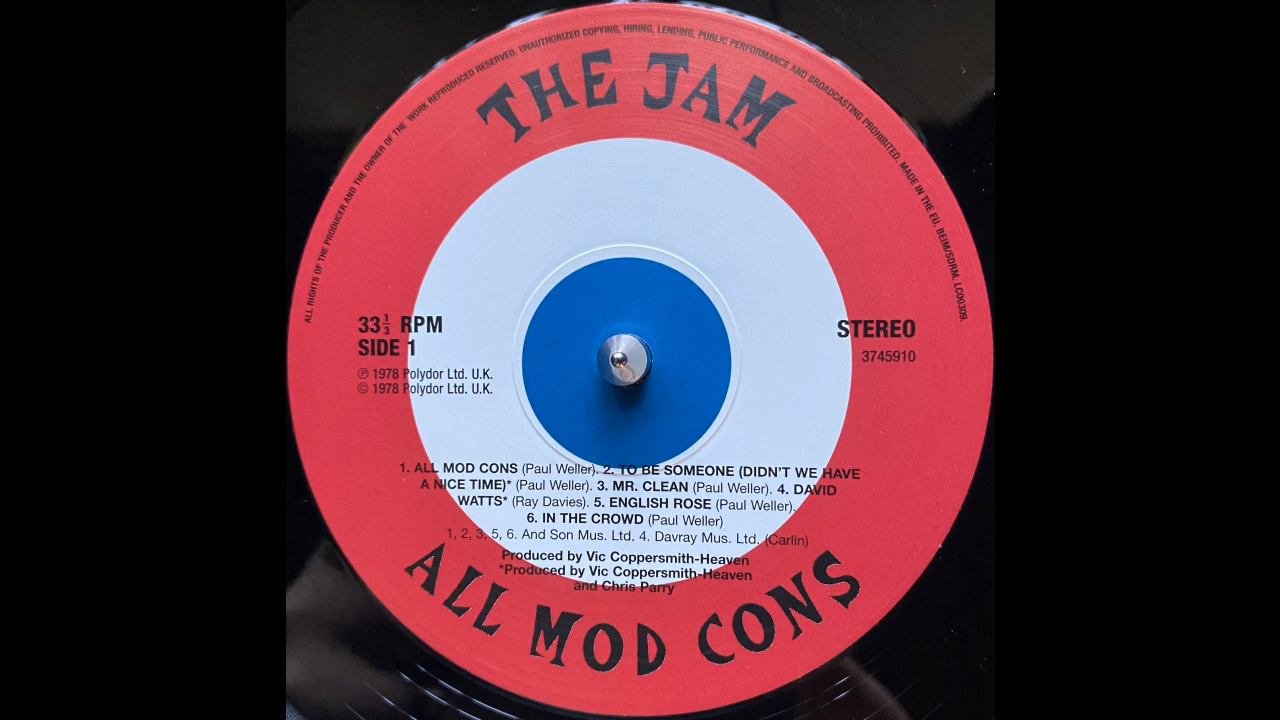 ALL RIGHTS OF THE PRODUCER AND THE OWNER OF THE WORK REPRODUCED RESERVED. UNAUTHORIZED COPYING, HIRING, LENDING, PUBLIC PERFORMANCE AND BROADCASTING PROHIBITED. MADE IN THE EU. BEIM/SDRM. LC00309.
THE JAM
33 1/3 RPM
SIDE 1
℗ 1978 Polydor Ltd. U.K.
© 1978 Polydor Ltd. U.K.
STEREO
3745910
1. ALL MOD CONS (Paul Weller). 2. TO BE SOMEONE (DIDN'T WE HAVE
A NICE TIME)* (Paul Weller). 3. MR. CLEAN (Paul Weller). 4. DAVID
WATTS* (Ray Davies). 5. ENGLISH ROSE (Paul Weller).
6. IN THE CROWD (Paul Weller)
1, 2, 3, 5, 6. And Son Mus. Ltd. 4. Davray Mus. Ltd. (Carlin)
Produced by Vic Coppersmith-Heaven
*Produced by Vic Coppersmith-Heaven
and Chris Parry
ALL MOD CONS